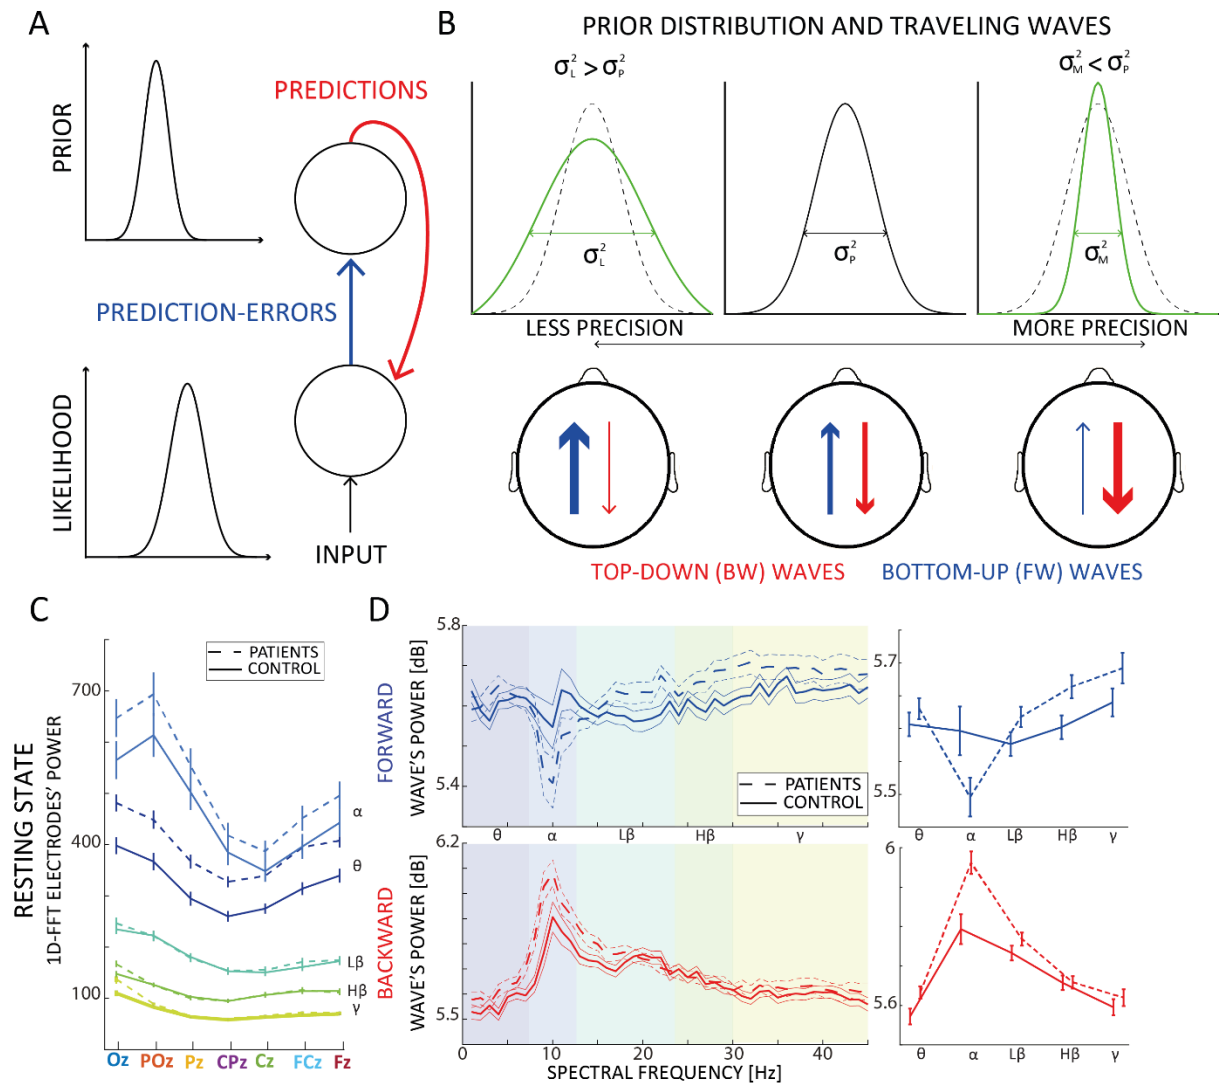 A
PRIOR
PREDICTIONS
PREDICTION-ERRORS
LIKELIHOOD
INPUT
B
PRIOR DISTRIBUTION AND TRAVELING WAVES
σ²L > σ²P
σ²M < σ²P
σ²L
σ²P
σ²M
LESS PRECISION
MORE PRECISION
TOP-DOWN (BW) WAVES
BOTTOM-UP (FW) WAVES
C
RESTING STATE
1D-FFT ELECTRODES' POWER
PATIENTS
CONTROL
700
400
100
α
θ
Lβ
Hβ
γ
Oz POz Pz CPz Cz FCz Fz
D
FORWARD
WAVE'S POWER [dB]
5.8
5.4
PATIENTS
CONTROL
θ α Lβ Hβ γ
5.7
5.5
θ α Lβ Hβ γ
BACKWARD
WAVE'S POWER [dB]
6.2
5.5
0 10 20 30 40
SPECTRAL FREQUENCY [Hz]
6
5.6
θ α Lβ Hβ γ